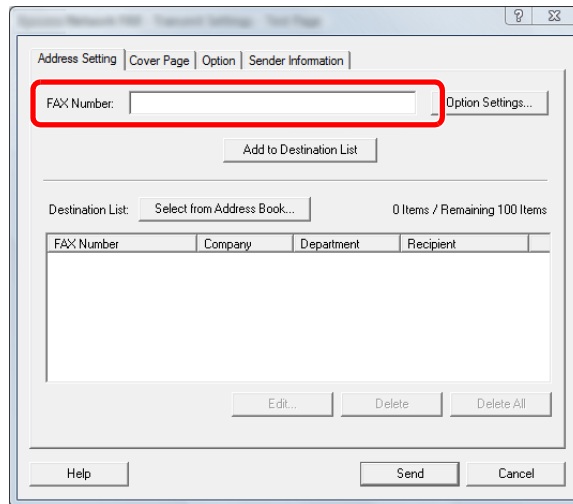 Address Setting Cover Page Option Sender Information
FAX Number: Option Settings...
Add to Destination List
Destination List: Select from Address Book... 0 Items / Remaining 100 Items
FAX Number Company Department Recipient
Edit... Delete Delete All
Help Send Cancel